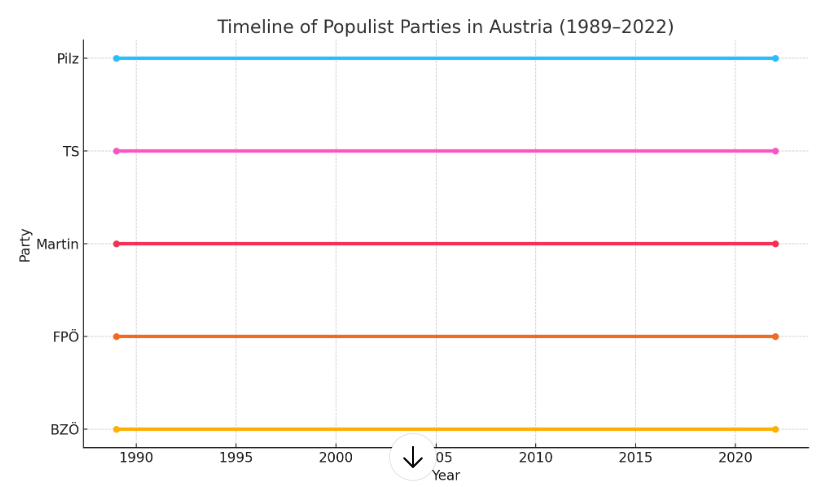 Timeline of Populist Parties in Austria (1989–2022)
Pilz
TS
Martin
FPÖ
BZÖ
Party
1990 1995 2000 05 2010 2015 2020
Year